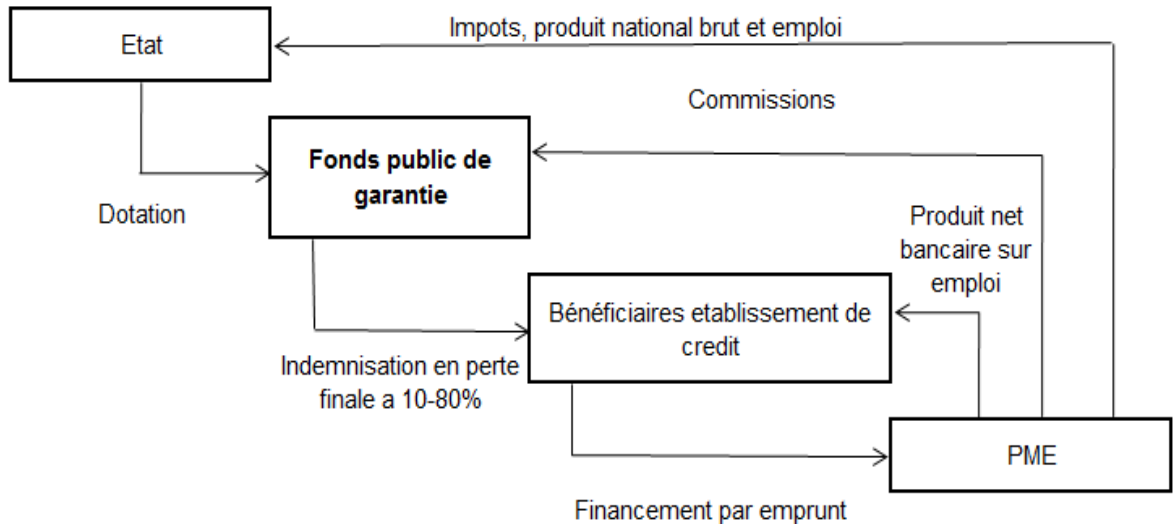 Impots, produit national brut et emploi
Etat
Commissions
Fonds public de
garantie
Dotation
Produit net
bancaire sur
emploi
Bénéficiaires etablissement de
credit
Indemnisation en perte
finale a 10-80%
PME
Financement par emprunt